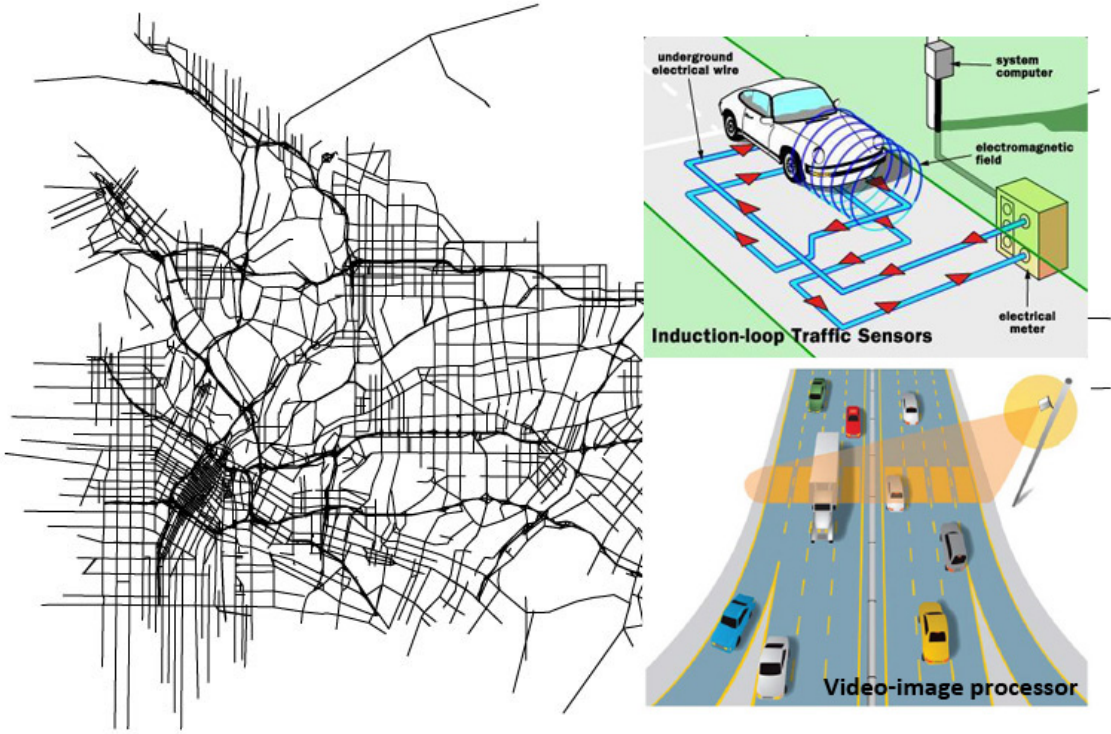 underground
electrical wire
system
computer
electromagnetic
field
electrical
meter
Induction-loop Traffic Sensors
Video-image processor